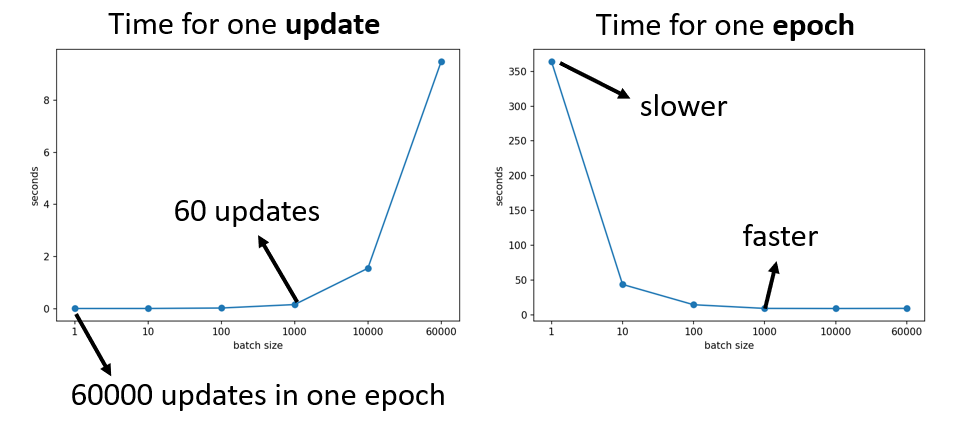 Time for one update
8
6
4
2
0
seconds
60 updates
1
10
100
1000
10000
60000
batch size
60000 updates in one epoch
Time for one epoch
350
300
250
200
150
100
50
0
seconds
slower
faster
1
10
100
1000
10000
60000
batch size